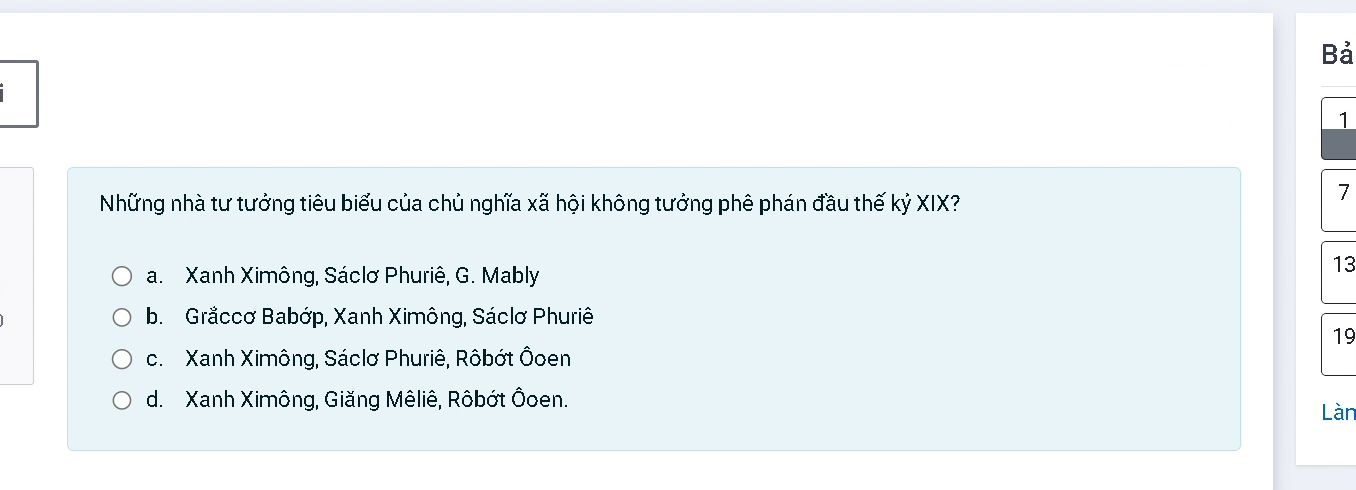 Bả
i
1
7
Những nhà tư tưởng tiêu biểu của chủ nghĩa xã hội không tưởng phê phán đầu thế kỷ XIX?
a. Xanh Ximông, Sáclơ Phuriê, G. Mably
13
b. Grắccơ Babớp, Xanh Ximông, Sáclơ Phuriê
c. Xanh Ximông, Sáclơ Phuriê, Rôbớt Ôoen
19
d. Xanh Ximông, Giăng Mêliê, Rôbớt Ôoen.
Làm